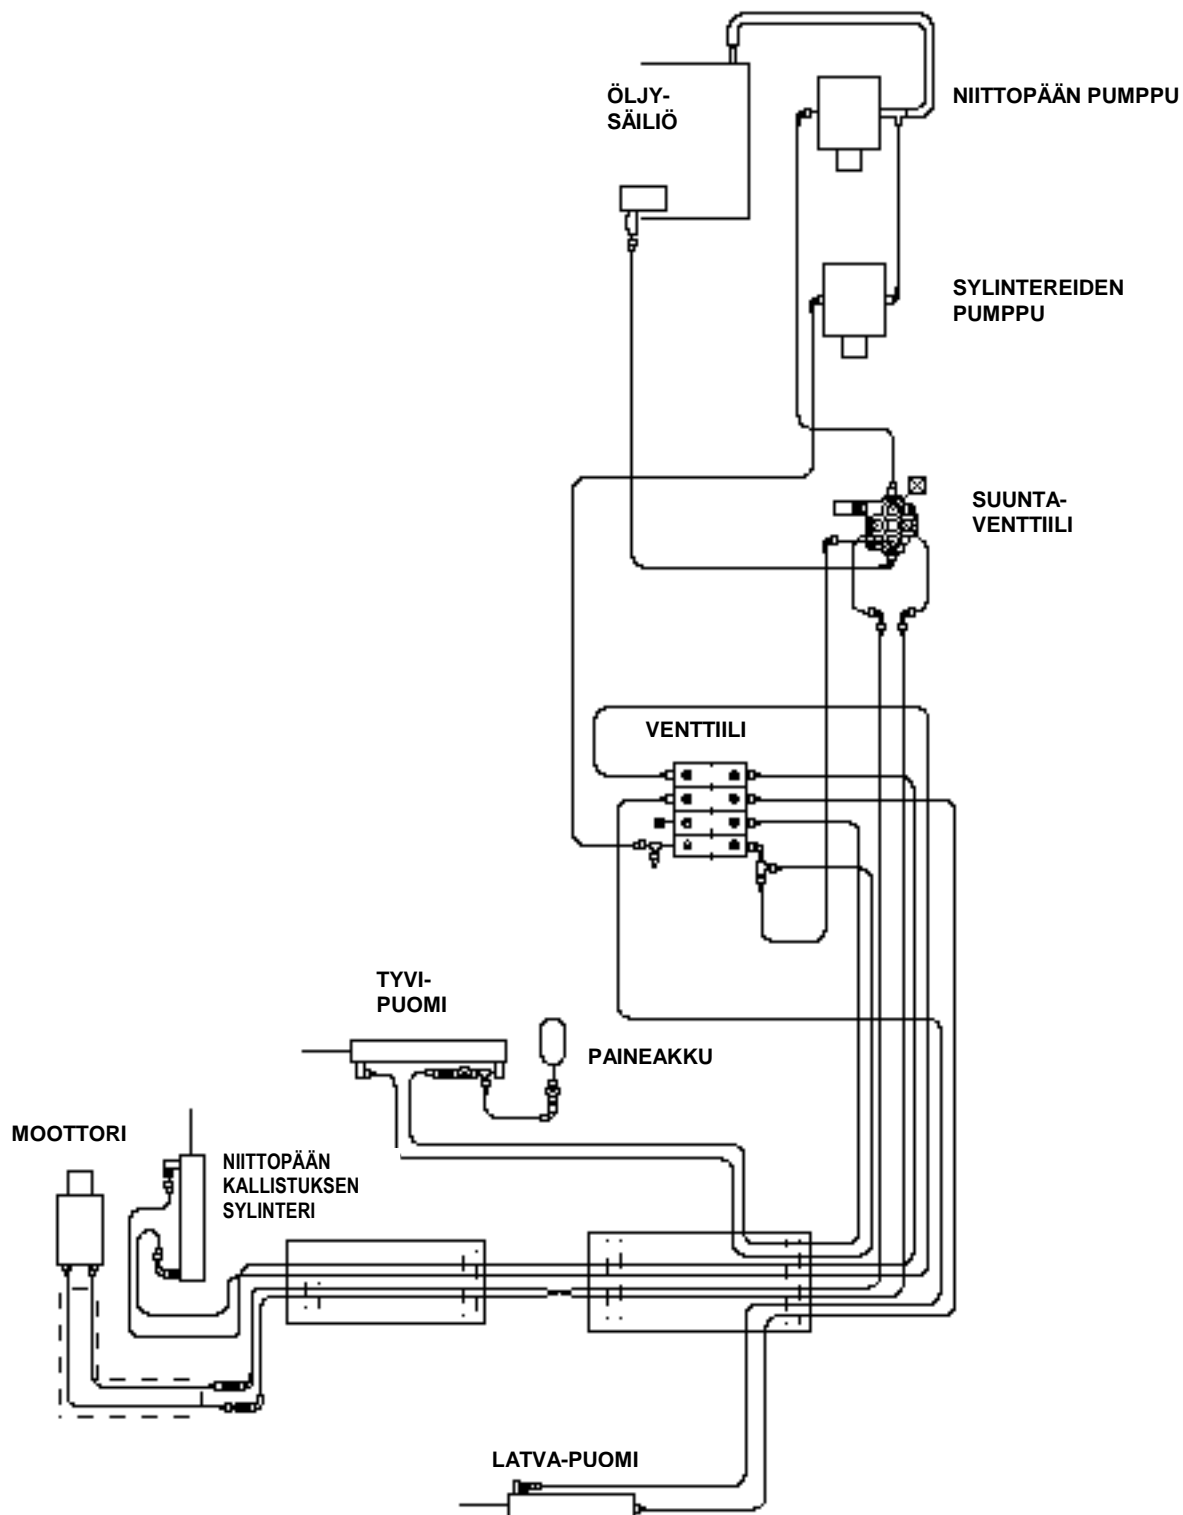 ÖLJY-
SÄILIÖ
NIITTOPÄÄN PUMPPU
SYLINTEREIDEN
PUMPPU
SUUNTA-
VENTTIILI
VENTTIILI
TYVI-
PUOMI
PAINEAKKU
MOOTTORI
NIITTOPÄÄN
KALLISTUKSEN
SYLINTERI
LATVA-PUOMI